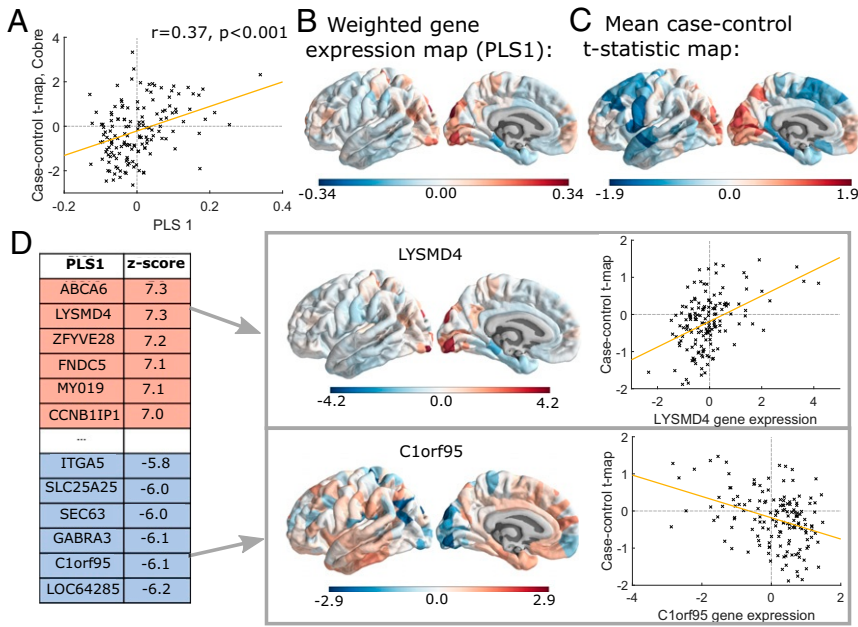 A
r=0.37, p<0.001
Case-control t-map, Cobre
4
2
0
-2
-0.2
0
0.2
0.4
PLS 1
B Weighted gene
expression map (PLS1):
-0.34
0.00
0.34
C Mean case-control
t-statistic map:
-1.9
0.0
1.9
D
PLS1 z-score
ABCA6 7.3
LYSMD4 7.3
ZFYVE28 7.2
FNDC5 7.1
MY019 7.1
CCNB1IP1 7.0
...
ITGA5 -5.8
SLC25A25 -6.0
SEC63 -6.0
GABRA3 -6.1
C1orf95 -6.1
LOC64285 -6.2
LYSMD4
-4.2
0.0
4.2
Case-control t-map
2
1
0
-1
-2
-2
0
2
4
LYSMD4 gene expression
C1orf95
-2.9
0.0
2.9
Case-control t-map
2
1
0
-1
-2
-4
-2
0
2
C1orf95 gene expression